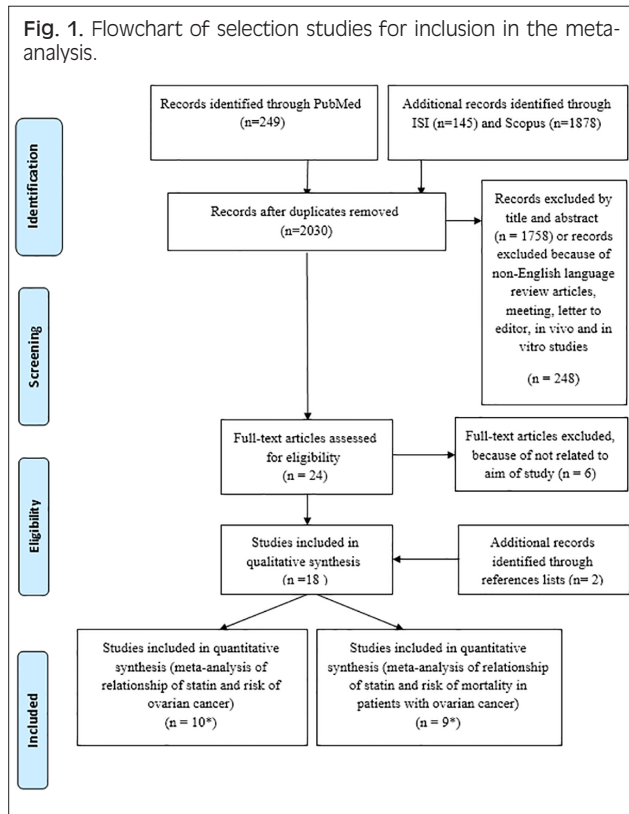 Fig. 1. Flowchart of selection studies for inclusion in the meta-
analysis.
Identification
Records identified through PubMed
(n=249)
Additional records identified through
ISI (n=145) and Scopus (n=1878)
Records after duplicates removed
(n=2030)
Records excluded by
title and abstract
(n = 1758) or records
excluded because of
non-English language
review articles,
meeting, letter to
editor, in vivo and in
vitro studies
(n = 248)
Screening
Full-text articles assessed
for eligibility
(n = 24)
Full-text articles excluded,
because of not related to
aim of study (n = 6)
Eligibility
Studies included in
qualitative synthesis
(n =18 )
Additional records
identified through
references lists (n= 2)
Included
Studies included in quantitative
synthesis (meta-analysis of
relationship of statin and risk of
ovarian cancer)
(n = 10*)
Studies included in quantitative
synthesis (meta-analysis of relationship
of statin and risk of mortality in
patients with ovarian cancer)
(n = 9*)